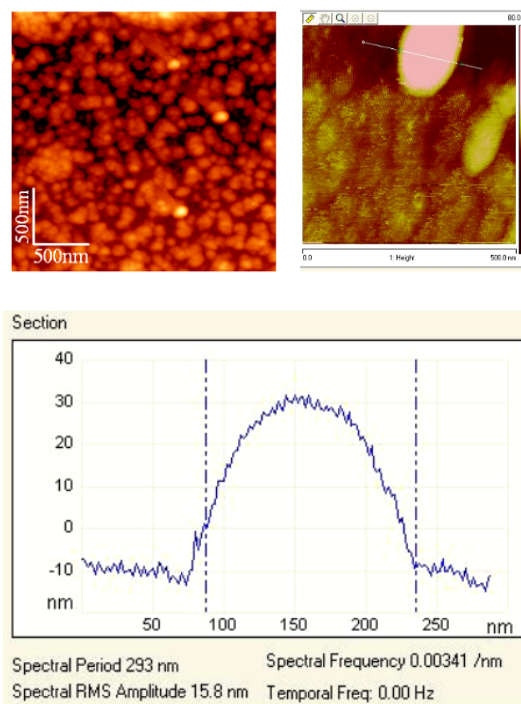 500nm
500nm
80.0
0.0 1: Height 500.0 nm
Section
40
30
20
10
0
-10
nm
50 100 150 200 250 nm
Spectral Period 293 nm Spectral Frequency 0.00341 /nm
Spectral RMS Amplitude 15.8 nm Temporal Freq: 0.00 Hz